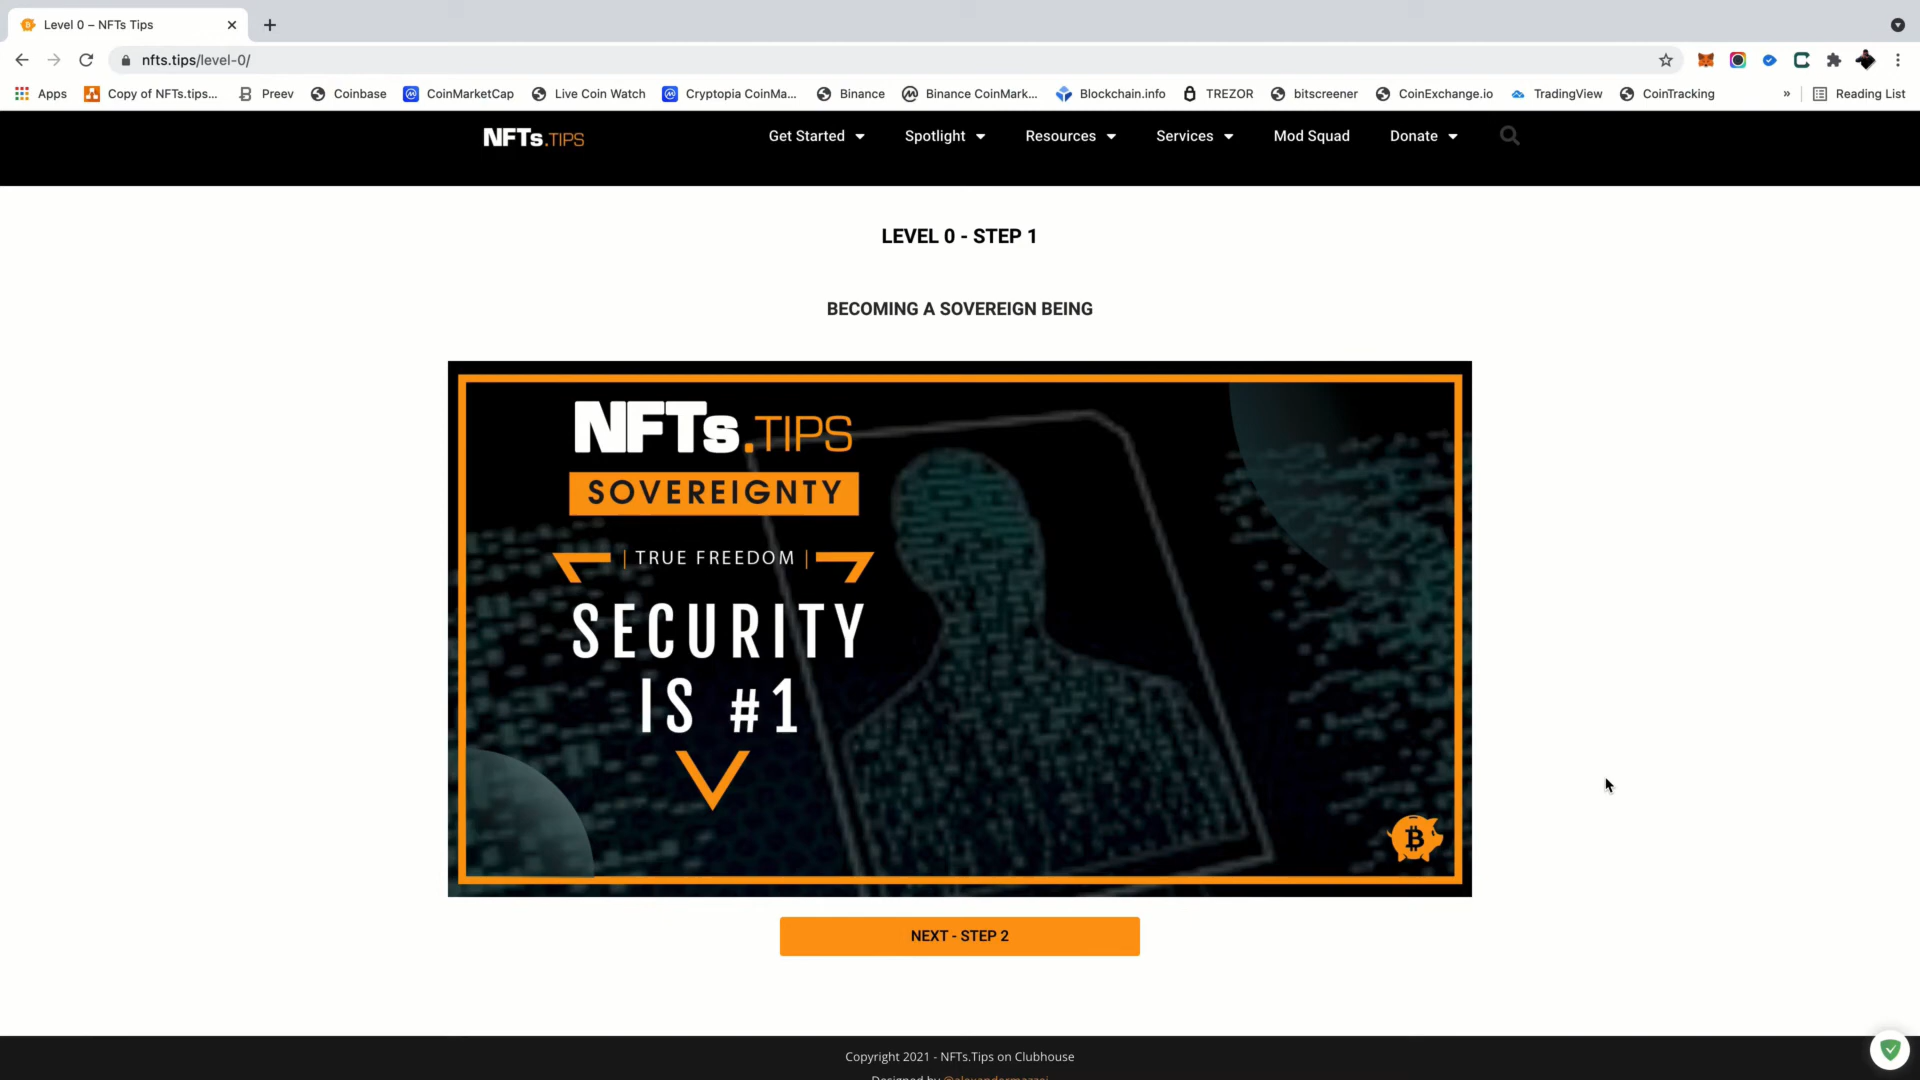 Level 0 – NFTs Tips
nfts.tips/level-0/
Apps Copy of NFTs.tips... Preev Coinbase CoinMarketCap Live Coin Watch Cryptopia CoinMa... Binance Binance CoinMark... Blockchain.info TREZOR bitscreener CoinExchange.io TradingView CoinTracking » Reading List
NFTs.TIPS Get Started Spotlight Resources Services Mod Squad Donate
LEVEL 0 - STEP 1
BECOMING A SOVEREIGN BEING
NFTs.TIPS
SOVEREIGNTY
| TRUE FREEDOM |
SECURITY
IS #1
NEXT - STEP 2
Copyright 2021 - NFTs.Tips on Clubhouse
Designed by